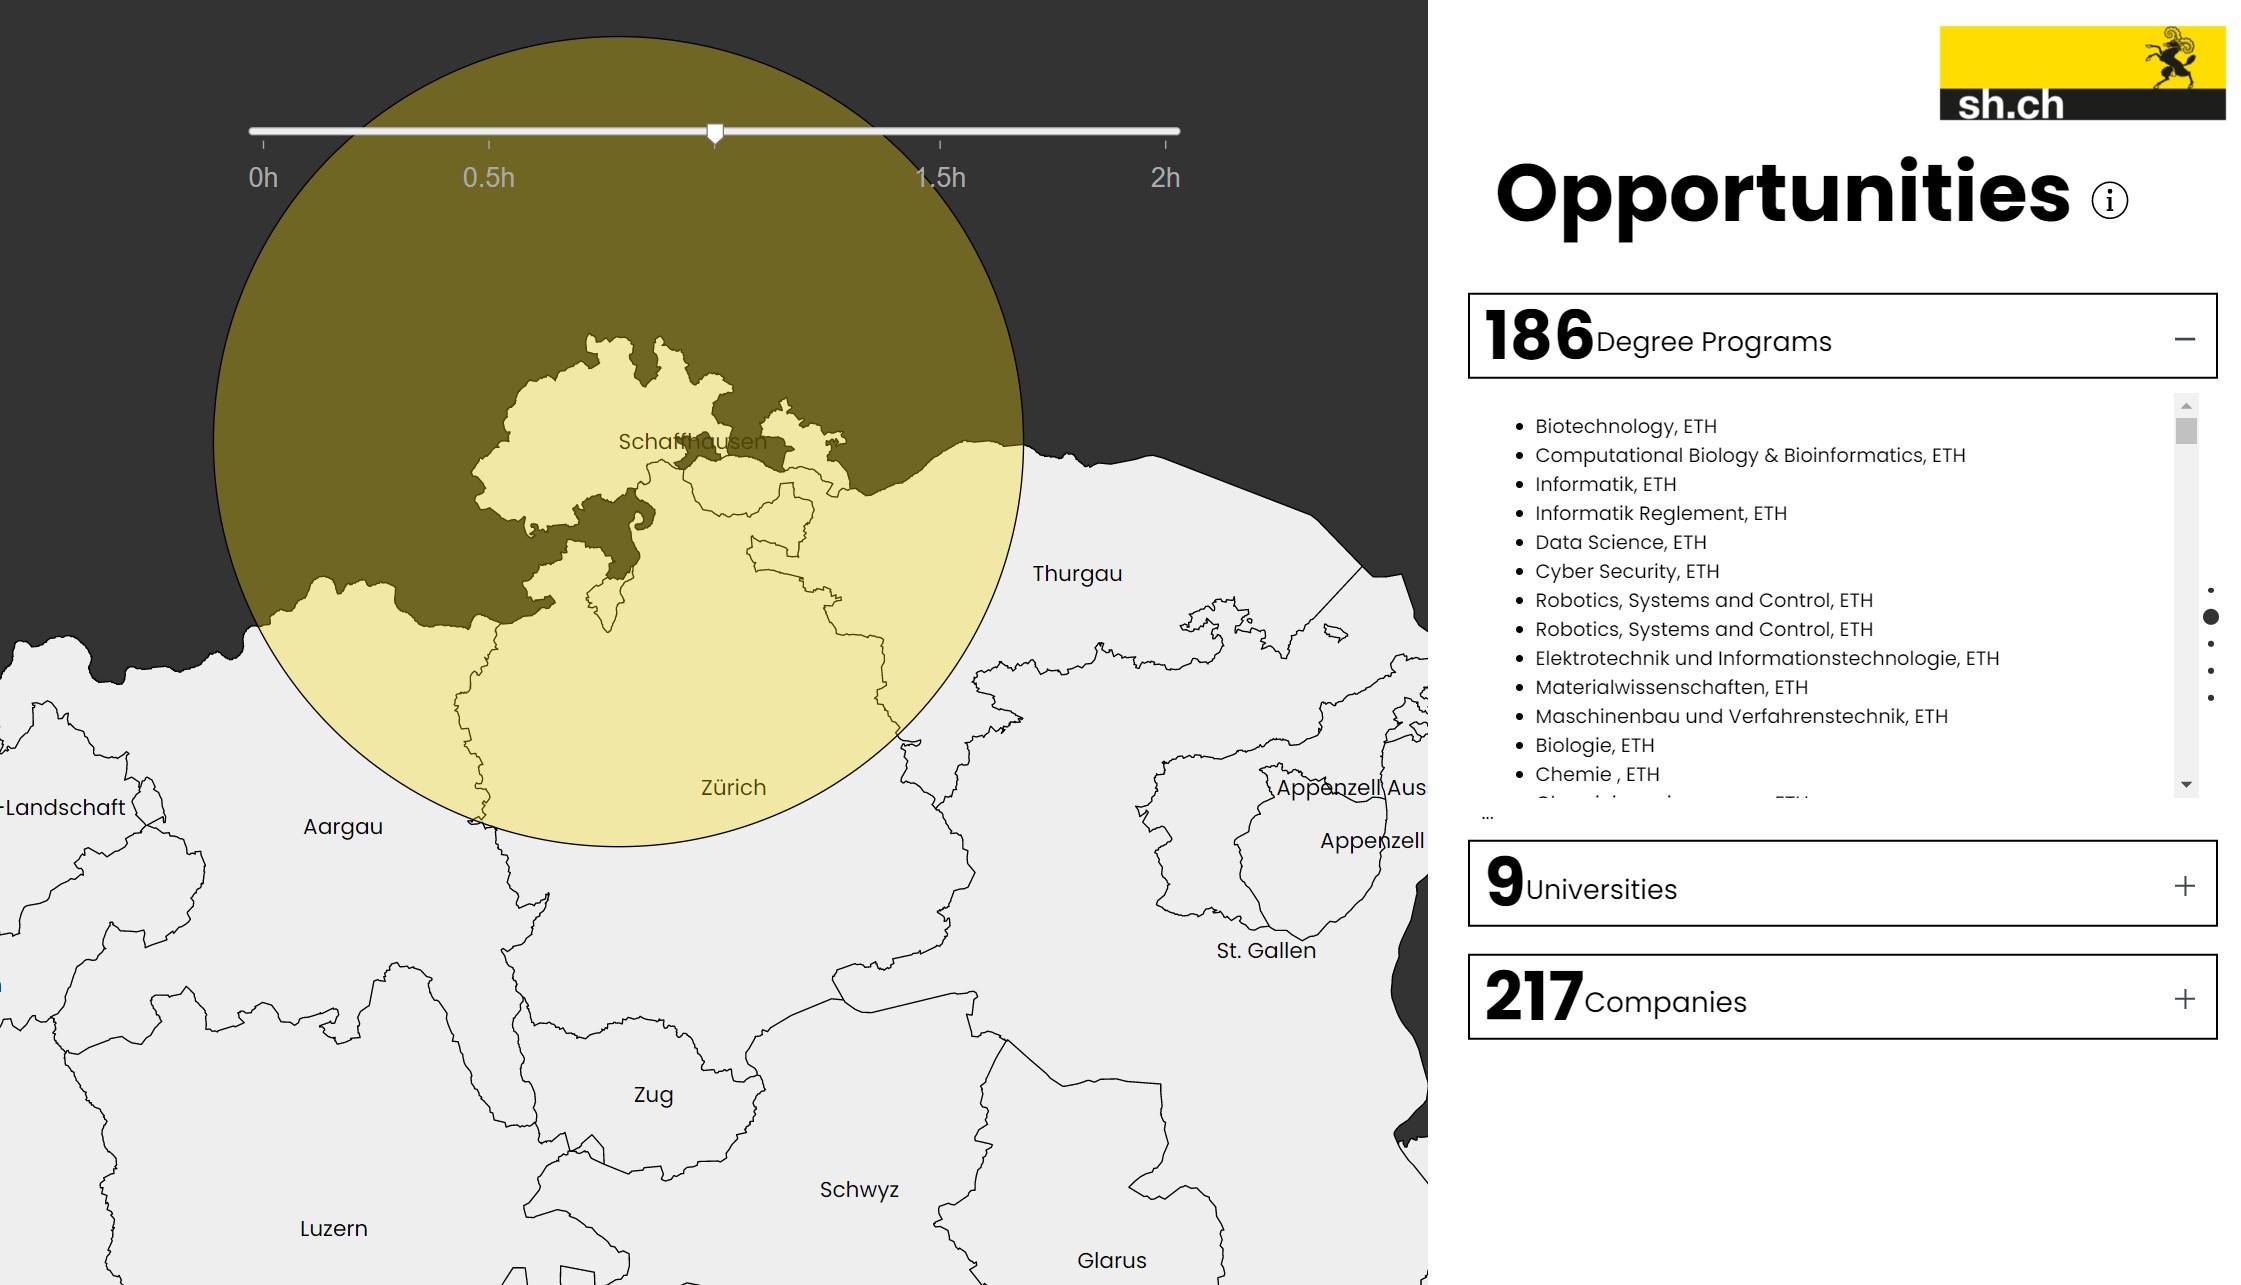 0h
0.5h
1.5h
2h
Schaffhausen
Thurgau
Zürich
-Landschaft
Aargau
Appenzell Aus
Appenzell
St. Gallen
Zug
Schwyz
Luzern
Glarus
sh.ch
Opportunities i
186 Degree Programs
Biotechnology, ETH
Computational Biology & Bioinformatics, ETH
Informatik, ETH
Informatik Reglement, ETH
Data Science, ETH
Cyber Security, ETH
Robotics, Systems and Control, ETH
Robotics, Systems and Control, ETH
Elektrotechnik und Informationstechnologie, ETH
Materialwissenschaften, ETH
Maschinenbau und Verfahrenstechnik, ETH
Biologie, ETH
Chemie , ETH
...
9 Universities
217 Companies